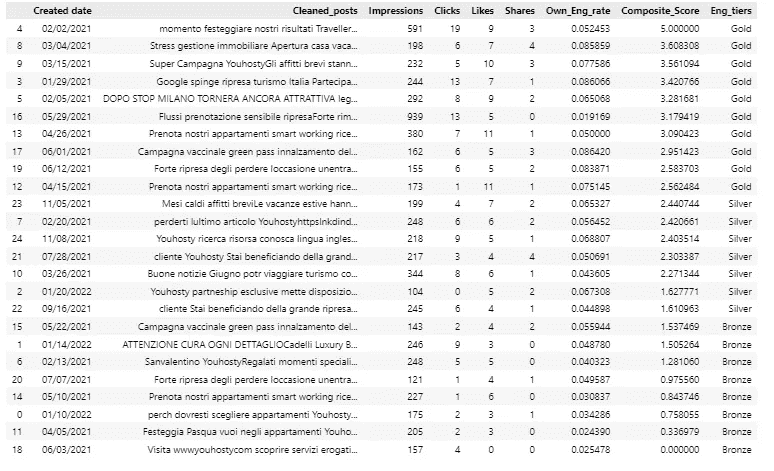 Created date Cleaned_posts Impressions Clicks Likes Shares Own_Eng_rate Composite_Score Eng_tiers
4 02/02/2021 momento festeggiare nostri risultati Traveller... 591 19 9 3 0.052453 5.000000 Gold
8 03/04/2021 Stress gestione immobiliare Apertura casa vaca... 198 6 7 4 0.085859 3.608308 Gold
9 03/15/2021 Super Campagna YouhostyGli affitti brevi stann... 232 5 10 3 0.077586 3.561094 Gold
3 01/29/2021 Google spinge ripresa turismo Italia Partecipa... 244 13 7 1 0.086066 3.420766 Gold
5 02/05/2021 DOPO STOP MILANO TORNERA ANCORA ATTRATTIVA leg... 292 8 9 2 0.065068 3.281681 Gold
16 05/29/2021 Flussi prenotazione sensibile ripresaForte rim... 939 13 5 0 0.019169 3.179419 Gold
13 04/26/2021 Prenota nostri appartamenti smart working rice... 380 7 11 1 0.050000 3.090423 Gold
17 06/01/2021 Campagna vaccinale green pass innalzamento del... 162 6 5 3 0.086420 2.951423 Gold
19 06/12/2021 Forte ripresa degli perdere loccasione unentra... 155 6 5 2 0.083871 2.583703 Gold
12 04/15/2021 Prenota nostri appartamenti smart working rice... 173 1 11 1 0.075145 2.562484 Gold
23 11/05/2021 Mesi caldi affitti breviLe vacanze estive hann... 199 4 7 2 0.065327 2.440744 Silver
7 02/20/2021 perderti lultimo articolo Youhostyhttpslnkdind... 248 6 6 2 0.056452 2.420661 Silver
24 11/08/2021 Youhosty ricerca risorsa conosca lingua ingles... 218 9 5 1 0.068807 2.403514 Silver
21 07/28/2021 cliente Youhosty Stai beneficiando della grand... 217 3 4 4 0.050691 2.303387 Silver
10 03/26/2021 Buone notizie Giugno potr viaggiare turismo co... 344 8 6 1 0.043605 2.271344 Silver
2 01/20/2022 Youhosty partneship esclusive mette disposizio... 104 0 5 2 0.067308 1.627771 Silver
22 09/16/2021 cliente Stai beneficiando della grande ripresa... 245 6 4 1 0.044898 1.610963 Silver
15 05/22/2021 Campagna vaccinale green pass innalzamento del... 143 2 4 2 0.055944 1.537469 Bronze
1 01/14/2022 ATTENZIONE CURA OGNI DETTAGLIOCadelli Luxury B... 246 9 3 0 0.048780 1.505264 Bronze
6 02/13/2021 Sanvalentino YouhostyRegalati momenti speciali... 248 5 5 0 0.040323 1.281060 Bronze
20 07/07/2021 Forte ripresa degli perdere loccasione unentra... 121 1 4 1 0.049587 0.975560 Bronze
14 05/10/2021 Prenota nostri appartamenti smart working rice... 227 1 6 0 0.030837 0.843746 Bronze
0 01/10/2022 perch dovresti scegliere appartamenti Youhosty... 175 2 3 1 0.034286 0.758055 Bronze
11 04/05/2021 Festeggia Pasqua vuoi negli appartamenti Youho... 205 2 3 0 0.024390 0.336979 Bronze
18 06/03/2021 Visita wwwyouhostycom scoprire servizi erogati... 157 4 0 0 0.025478 0.000000 Bronze